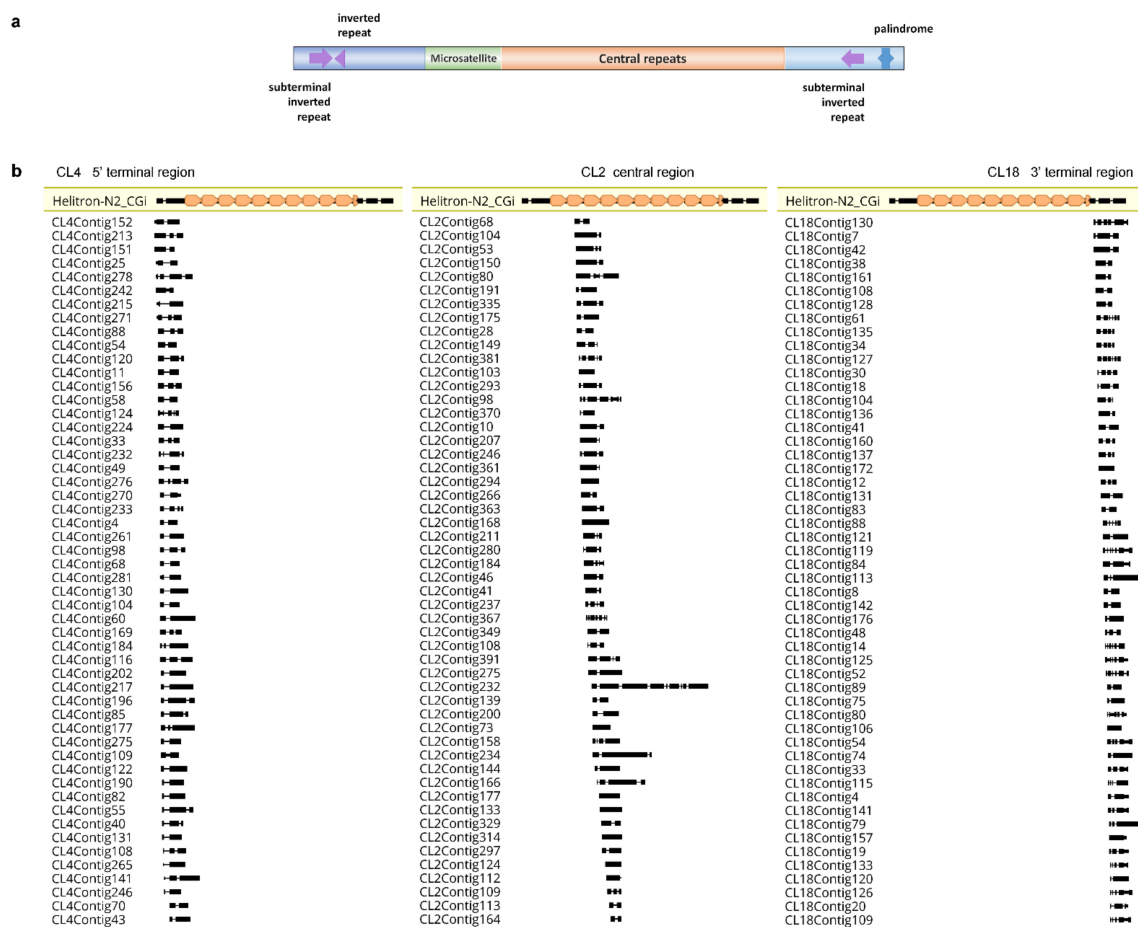 a
inverted
repeat
palindrome
Microsatellite
Central repeats
subterminal
inverted
repeat
subterminal
inverted
repeat
b
CL4 5' terminal region
Helitron-N2_CGi
CL4Contig152
CL4Contig213
CL4Contig151
CL4Contig25
CL4Contig278
CL4Contig242
CL4Contig215
CL4Contig271
CL4Contig88
CL4Contig54
CL4Contig120
CL4Contig11
CL4Contig156
CL4Contig58
CL4Contig124
CL4Contig224
CL4Contig33
CL4Contig232
CL4Contig49
CL4Contig276
CL4Contig270
CL4Contig233
CL4Contig4
CL4Contig261
CL4Contig98
CL4Contig68
CL4Contig281
CL4Contig130
CL4Contig104
CL4Contig60
CL4Contig169
CL4Contig184
CL4Contig116
CL4Contig202
CL4Contig217
CL4Contig196
CL4Contig85
CL4Contig177
CL4Contig275
CL4Contig109
CL4Contig122
CL4Contig190
CL4Contig82
CL4Contig55
CL4Contig40
CL4Contig131
CL4Contig108
CL4Contig265
CL4Contig141
CL4Contig246
CL4Contig70
CL4Contig43
CL2 central region
Helitron-N2_CGi
CL2Contig68
CL2Contig104
CL2Contig53
CL2Contig150
CL2Contig80
CL2Contig191
CL2Contig335
CL2Contig175
CL2Contig28
CL2Contig149
CL2Contig381
CL2Contig103
CL2Contig293
CL2Contig98
CL2Contig370
CL2Contig10
CL2Contig207
CL2Contig246
CL2Contig361
CL2Contig294
CL2Contig266
CL2Contig363
CL2Contig168
CL2Contig211
CL2Contig280
CL2Contig184
CL2Contig46
CL2Contig41
CL2Contig237
CL2Contig367
CL2Contig349
CL2Contig108
CL2Contig391
CL2Contig275
CL2Contig232
CL2Contig139
CL2Contig200
CL2Contig73
CL2Contig158
CL2Contig234
CL2Contig144
CL2Contig166
CL2Contig177
CL2Contig133
CL2Contig329
CL2Contig314
CL2Contig297
CL2Contig124
CL2Contig112
CL2Contig109
CL2Contig113
CL2Contig164
CL18 3' terminal region
Helitron-N2_CGi
CL18Contig130
CL18Contig7
CL18Contig42
CL18Contig38
CL18Contig161
CL18Contig108
CL18Contig128
CL18Contig61
CL18Contig135
CL18Contig34
CL18Contig127
CL18Contig30
CL18Contig18
CL18Contig104
CL18Contig136
CL18Contig41
CL18Contig160
CL18Contig137
CL18Contig172
CL18Contig12
CL18Contig131
CL18Contig83
CL18Contig88
CL18Contig121
CL18Contig119
CL18Contig84
CL18Contig113
CL18Contig8
CL18Contig142
CL18Contig176
CL18Contig48
CL18Contig14
CL18Contig125
CL18Contig52
CL18Contig89
CL18Contig75
CL18Contig80
CL18Contig106
CL18Contig54
CL18Contig74
CL18Contig33
CL18Contig115
CL18Contig4
CL18Contig141
CL18Contig79
CL18Contig157
CL18Contig19
CL18Contig133
CL18Contig120
CL18Contig126
CL18Contig20
CL18Contig109